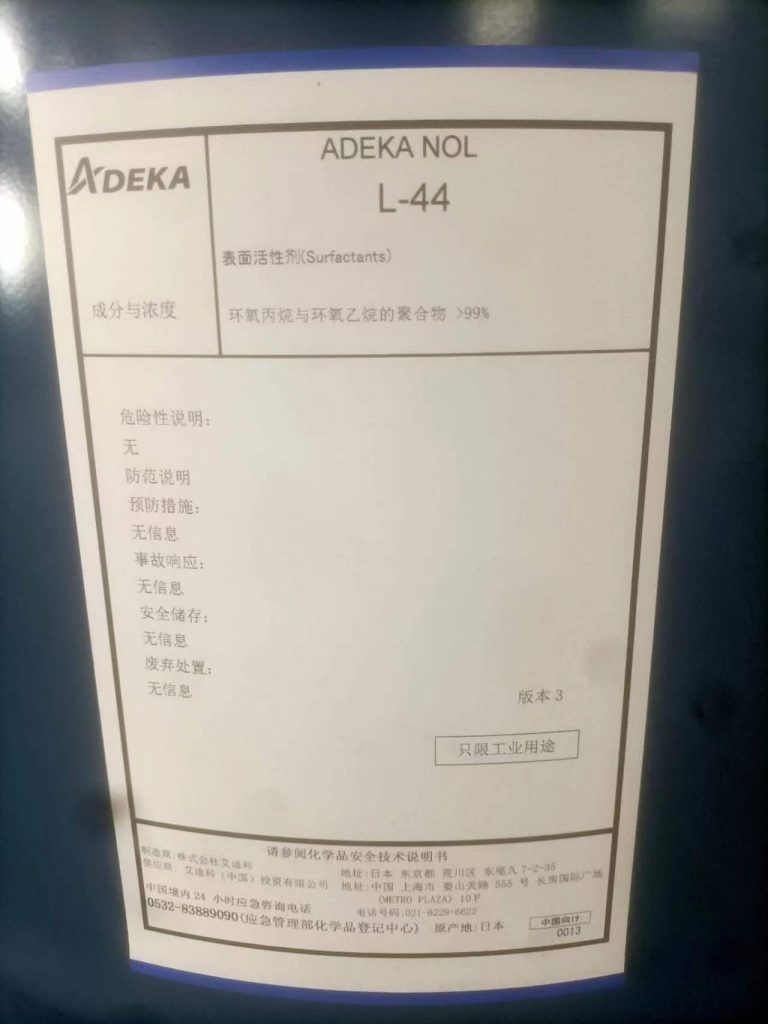 ADEKA
ADEKA NOL
L-44
表面活性剂(Surfactants)
成分与浓度
环氧丙烷与环氧乙烷的聚合物 >99%
危险性说明:
无
防范说明
预防措施:
无信息
事故响应:
无信息
安全储存:
无信息
废弃处置:
无信息
版本 3
只限工业用途
请参阅化学品安全技术说明书
制造商:株式会社艾迪科
地址:日本 东京都 荒川区 东尾久 7-2-35
供应商: 艾迪科（中国）投资有限公司
地址:中国 上海市 娄山关路 555 号 长房国际广场
(METRO PLAZA) 10F
中国境内 24 小时应急咨询电话
电话号码:021-6229-6622
0532-83889090(应急管理部化学品登记中心)
原产地:日本
中国向け
0013